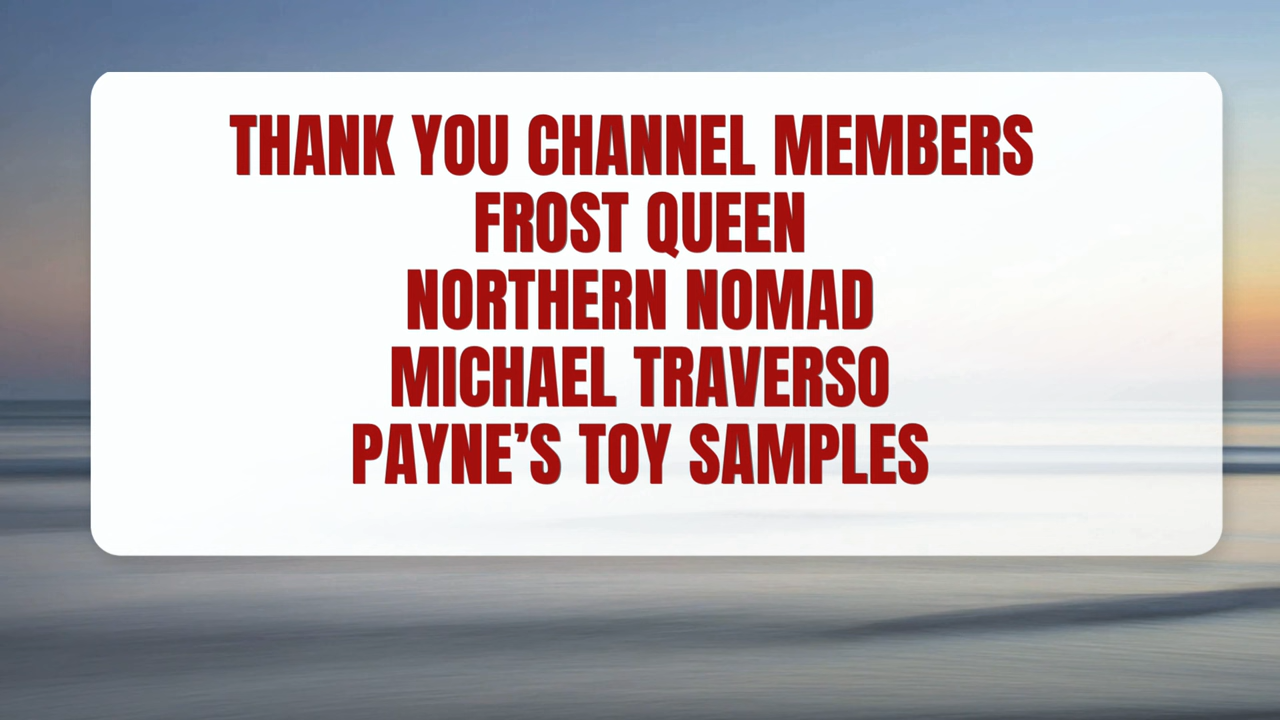 THANK YOU CHANNEL MEMBERS
FROST QUEEN
NORTHERN NOMAD
MICHAEL TRAVERSO
PAYNE’S TOY SAMPLES